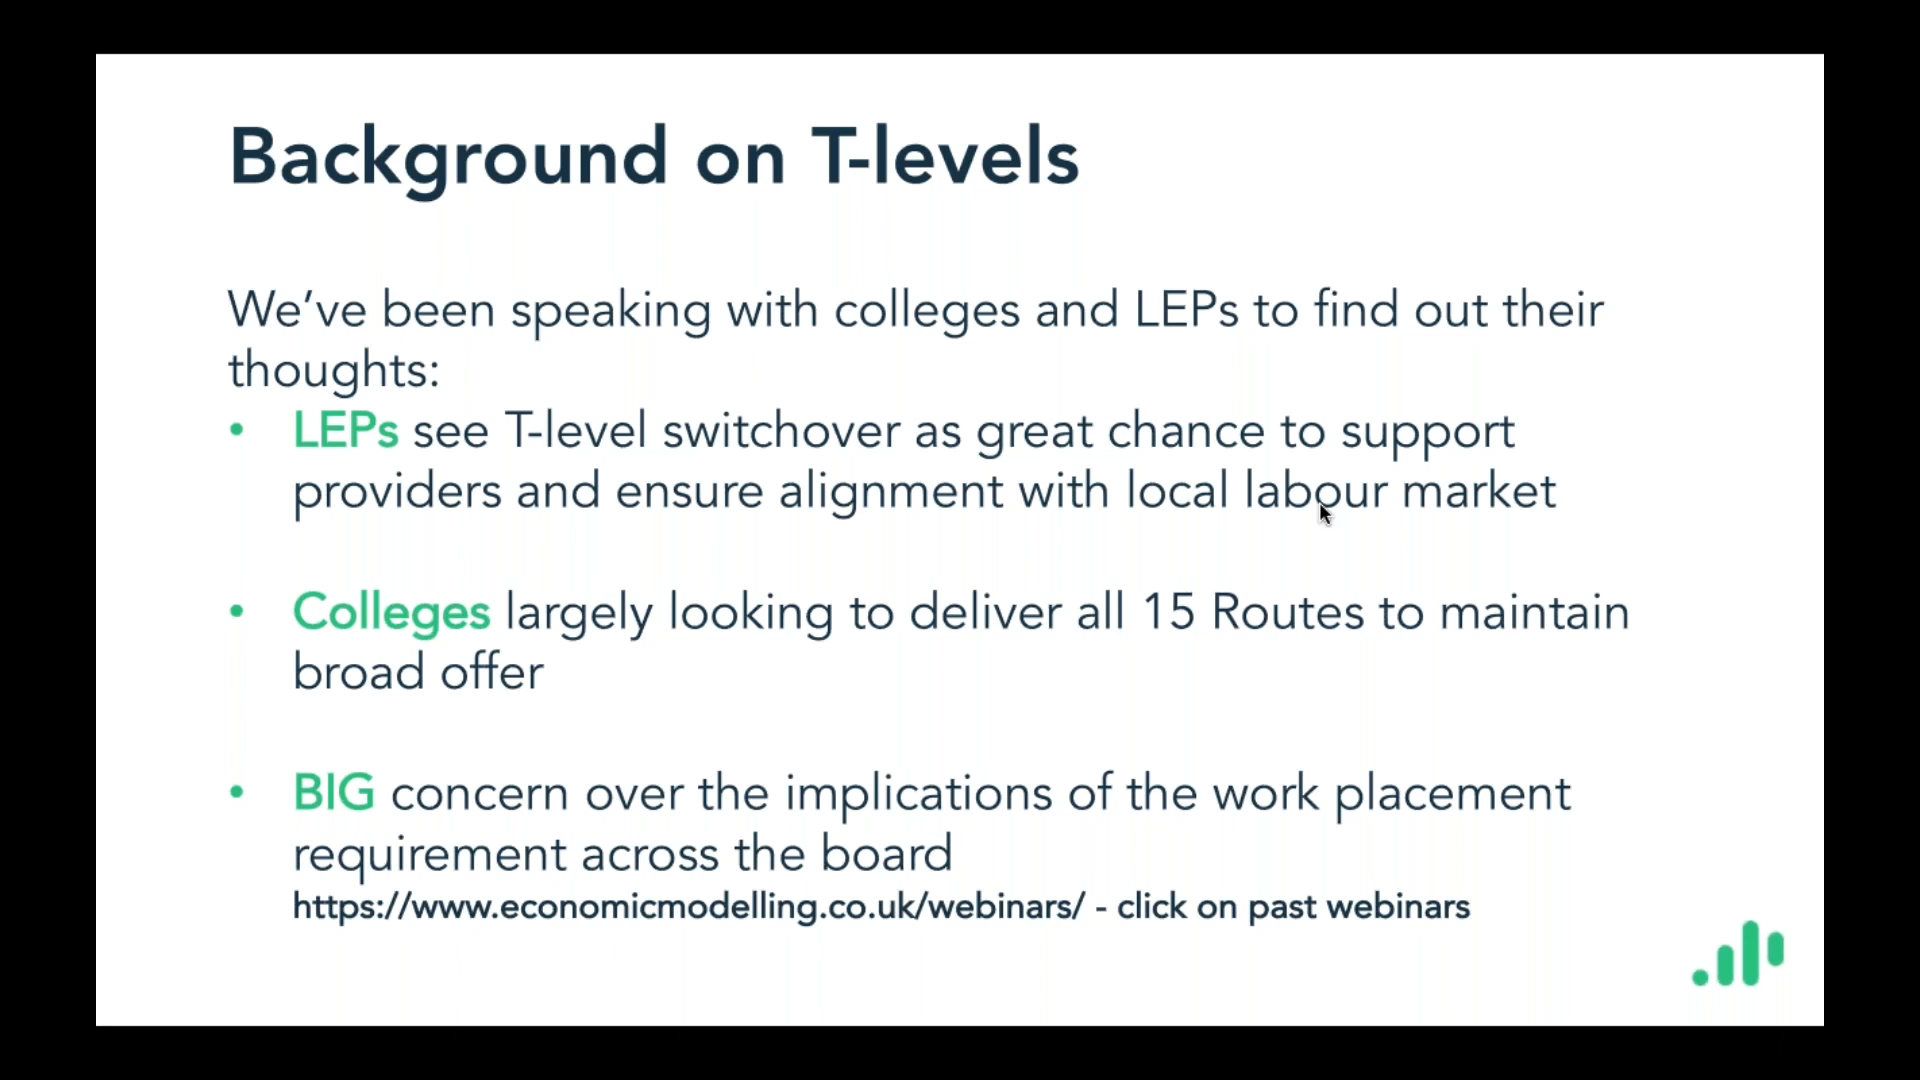 Background on T-levels
We’ve been speaking with colleges and LEPs to find out their
thoughts:
• LEPs see T-level switchover as great chance to support
providers and ensure alignment with local labour market
• Colleges largely looking to deliver all 15 Routes to maintain
broad offer
• BIG concern over the implications of the work placement
requirement across the board
https://www.economicmodelling.co.uk/webinars/ - click on past webinars